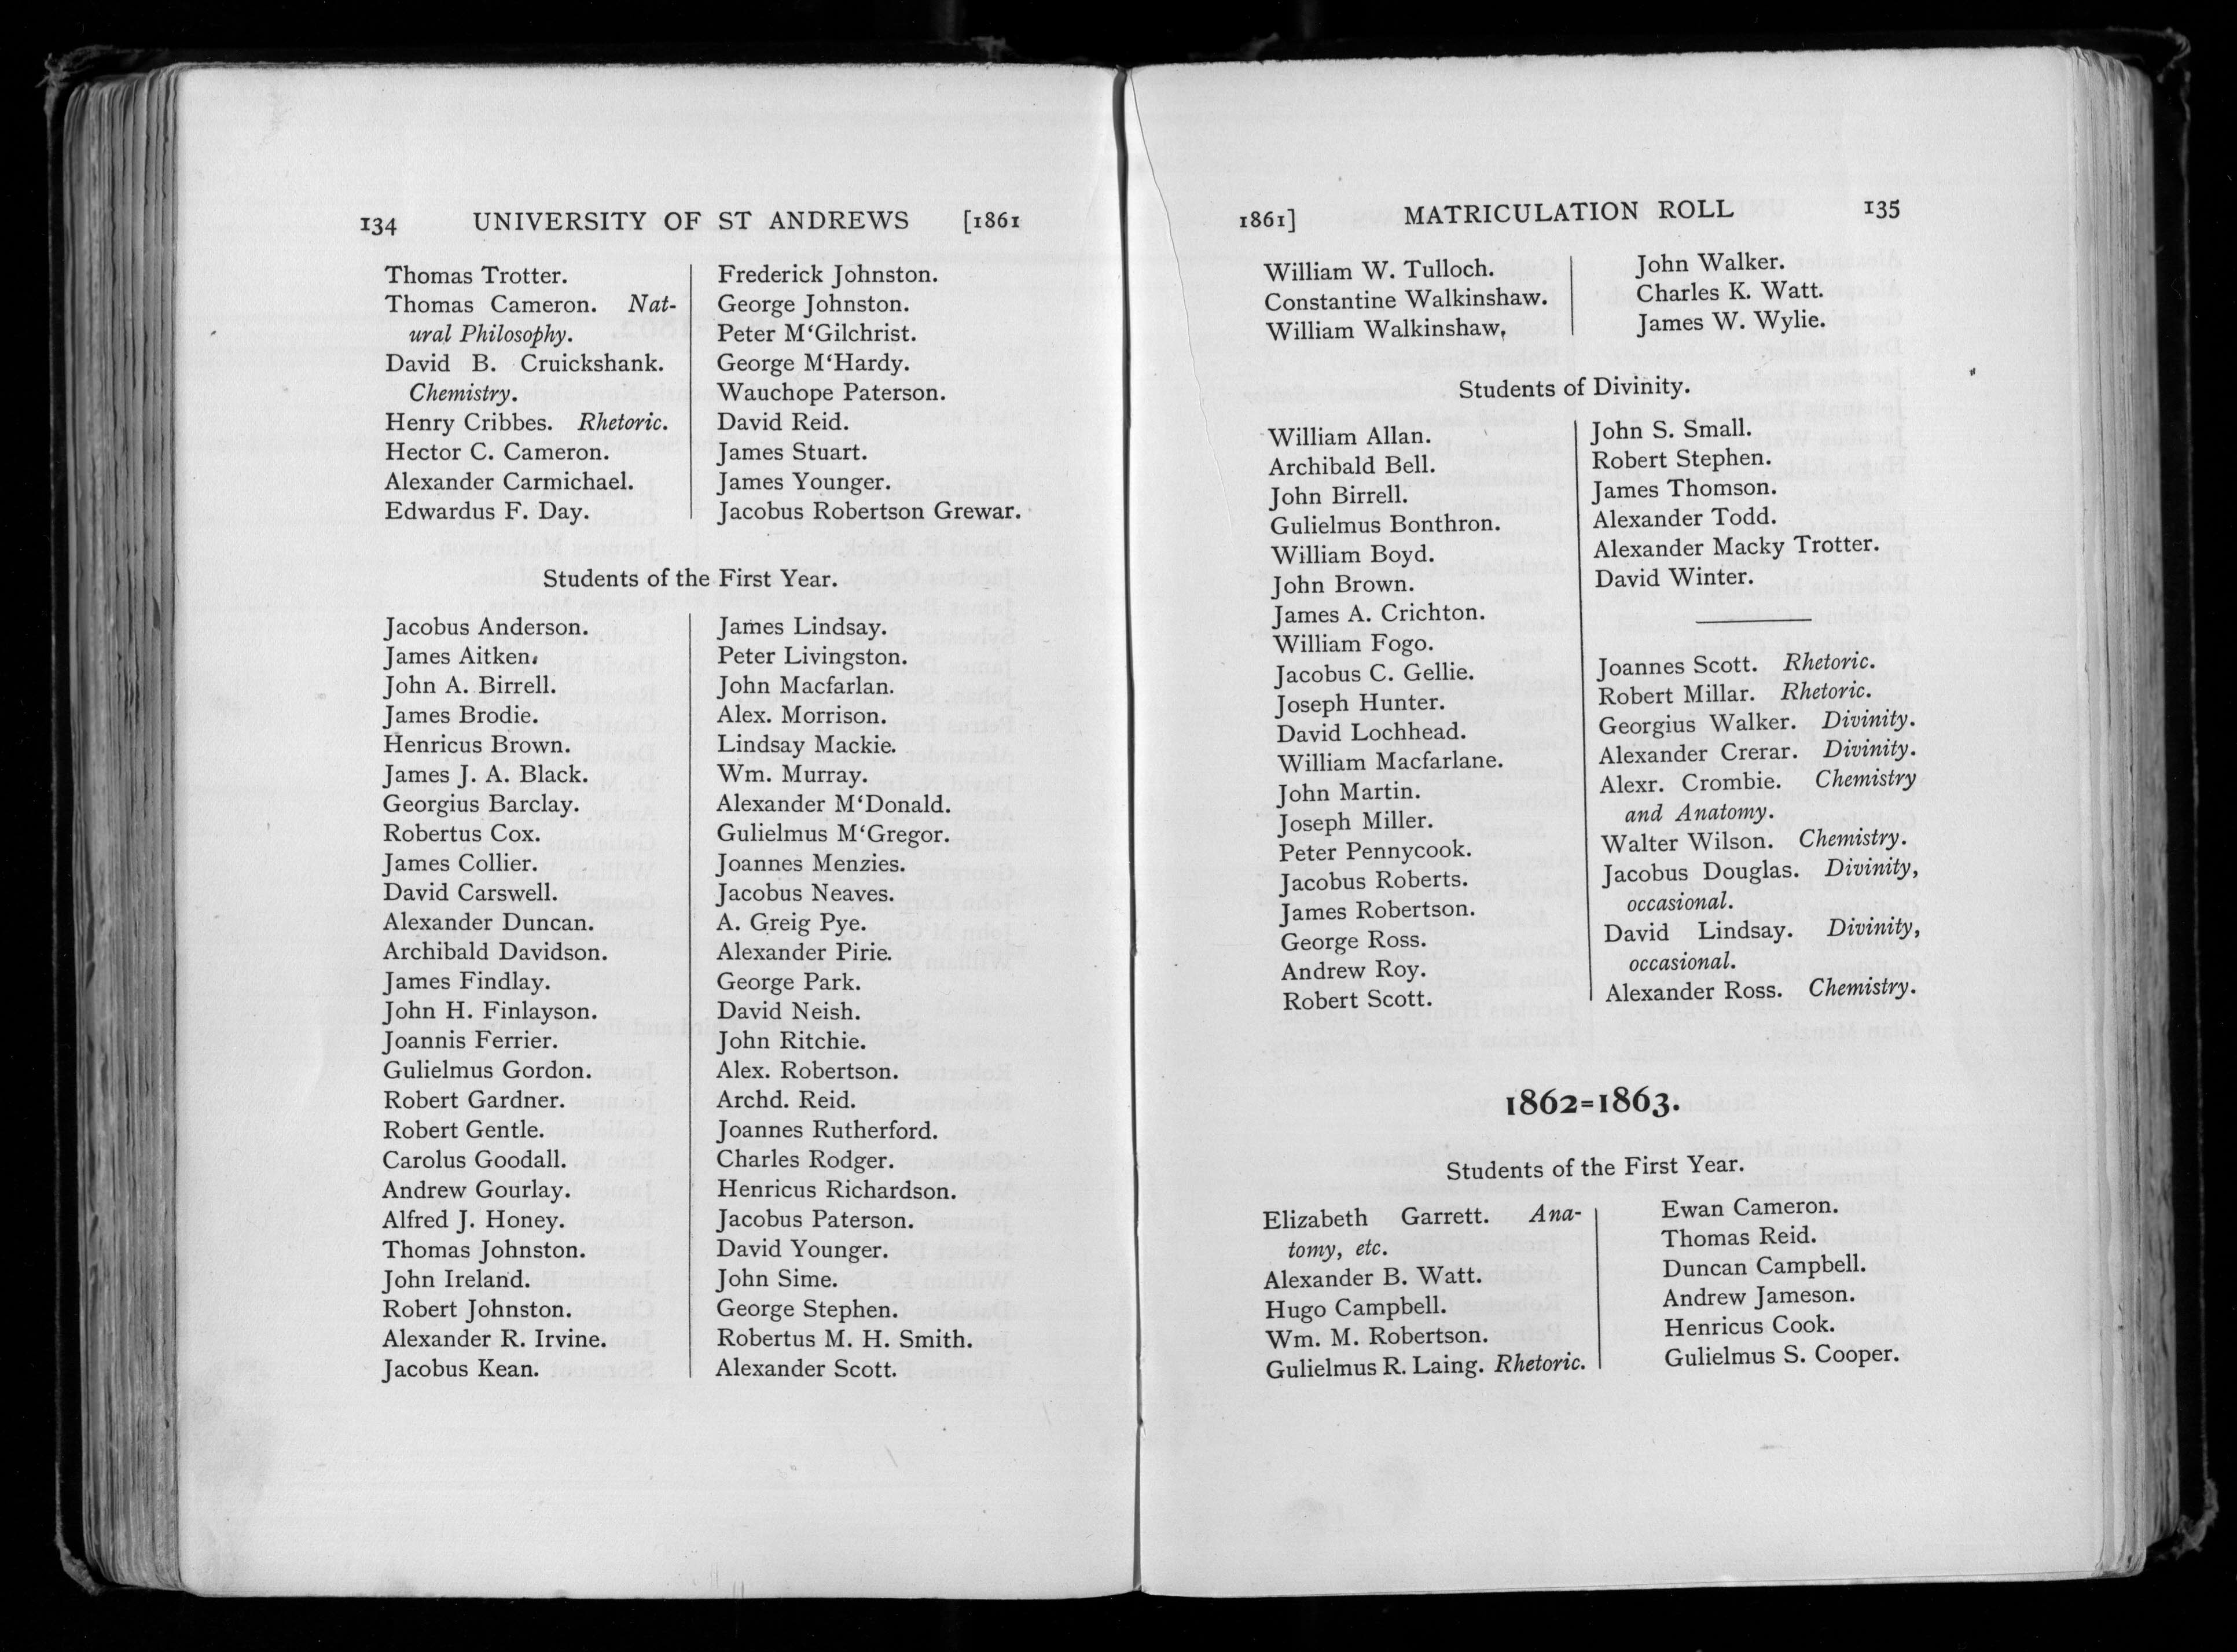 134 UNIVERSITY OF ST ANDREWS [1861
Thomas Trotter.
Thomas Cameron. Nat-
ural Philosophy.
David B. Cruickshank.
Chemistry.
Henry Cribbes. Rhetoric.
Hector C. Cameron.
Alexander Carmichael.
Edwardus F. Day.
Frederick Johnston.
George Johnston.
Peter M‘Gilchrist.
George M‘Hardy.
Wauchope Paterson.
David Reid.
James Stuart.
James Younger.
Jacobus Robertson Grewar.
Students of the First Year.
Jacobus Anderson.
James Aitken.
John A. Birrell.
James Brodie.
Henricus Brown.
James J. A. Black.
Georgius Barclay.
Robertus Cox.
James Collier.
David Carswell.
Alexander Duncan.
Archibald Davidson.
James Findlay.
John H. Finlayson.
Joannis Ferrier.
Gulielmus Gordon.
Robert Gardner.
Robert Gentle.
Carolus Goodall.
Andrew Gourlay.
Alfred J. Honey.
Thomas Johnston.
John Ireland.
Robert Johnston.
Alexander R. Irvine.
Jacobus Kean.
James Lindsay.
Peter Livingston.
John Macfarlan.
Alex. Morrison.
Lindsay Mackie.
Wm. Murray.
Alexander M‘Donald.
Gulielmus M‘Gregor.
Joannes Menzies.
Jacobus Neaves.
A. Greig Pye.
Alexander Pirie.
George Park.
David Neish.
John Ritchie.
Alex. Robertson.
Archd. Reid.
Joannes Rutherford.
Charles Rodger.
Henricus Richardson.
Jacobus Paterson.
David Younger.
John Sime.
George Stephen.
Robertus M. H. Smith.
Alexander Scott.
1861] MATRICULATION ROLL 135
William W. Tulloch.
Constantine Walkinshaw.
William Walkinshaw,
John Walker.
Charles K. Watt.
James W. Wylie.
Students of Divinity.
William Allan.
Archibald Bell.
John Birrell.
Gulielmus Bonthron.
William Boyd.
John Brown.
James A. Crichton.
William Fogo.
Jacobus C. Gellie.
Joseph Hunter.
David Lochhead.
William Macfarlane.
John Martin.
Joseph Miller.
Peter Pennycook.
Jacobus Roberts.
James Robertson.
George Ross.
Andrew Roy.
Robert Scott.
John S. Small.
Robert Stephen.
James Thomson.
Alexander Todd.
Alexander Macky Trotter.
David Winter.
Joannes Scott. Rhetoric.
Robert Millar. Rhetoric.
Georgius Walker. Divinity.
Alexander Crerar. Divinity.
Alexr. Crombie. Chemistry
and Anatomy.
Walter Wilson. Chemistry.
Jacobus Douglas. Divinity,
occasional.
David Lindsay. Divinity,
occasional.
Alexander Ross. Chemistry.
1862=1863.
Students of the First Year.
Elizabeth Garrett. Ana-
tomy, etc.
Alexander B. Watt.
Hugo Campbell.
Wm. M. Robertson.
Gulielmus R. Laing. Rhetoric.
Ewan Cameron.
Thomas Reid.
Duncan Campbell.
Andrew Jameson.
Henricus Cook.
Gulielmus S. Cooper.